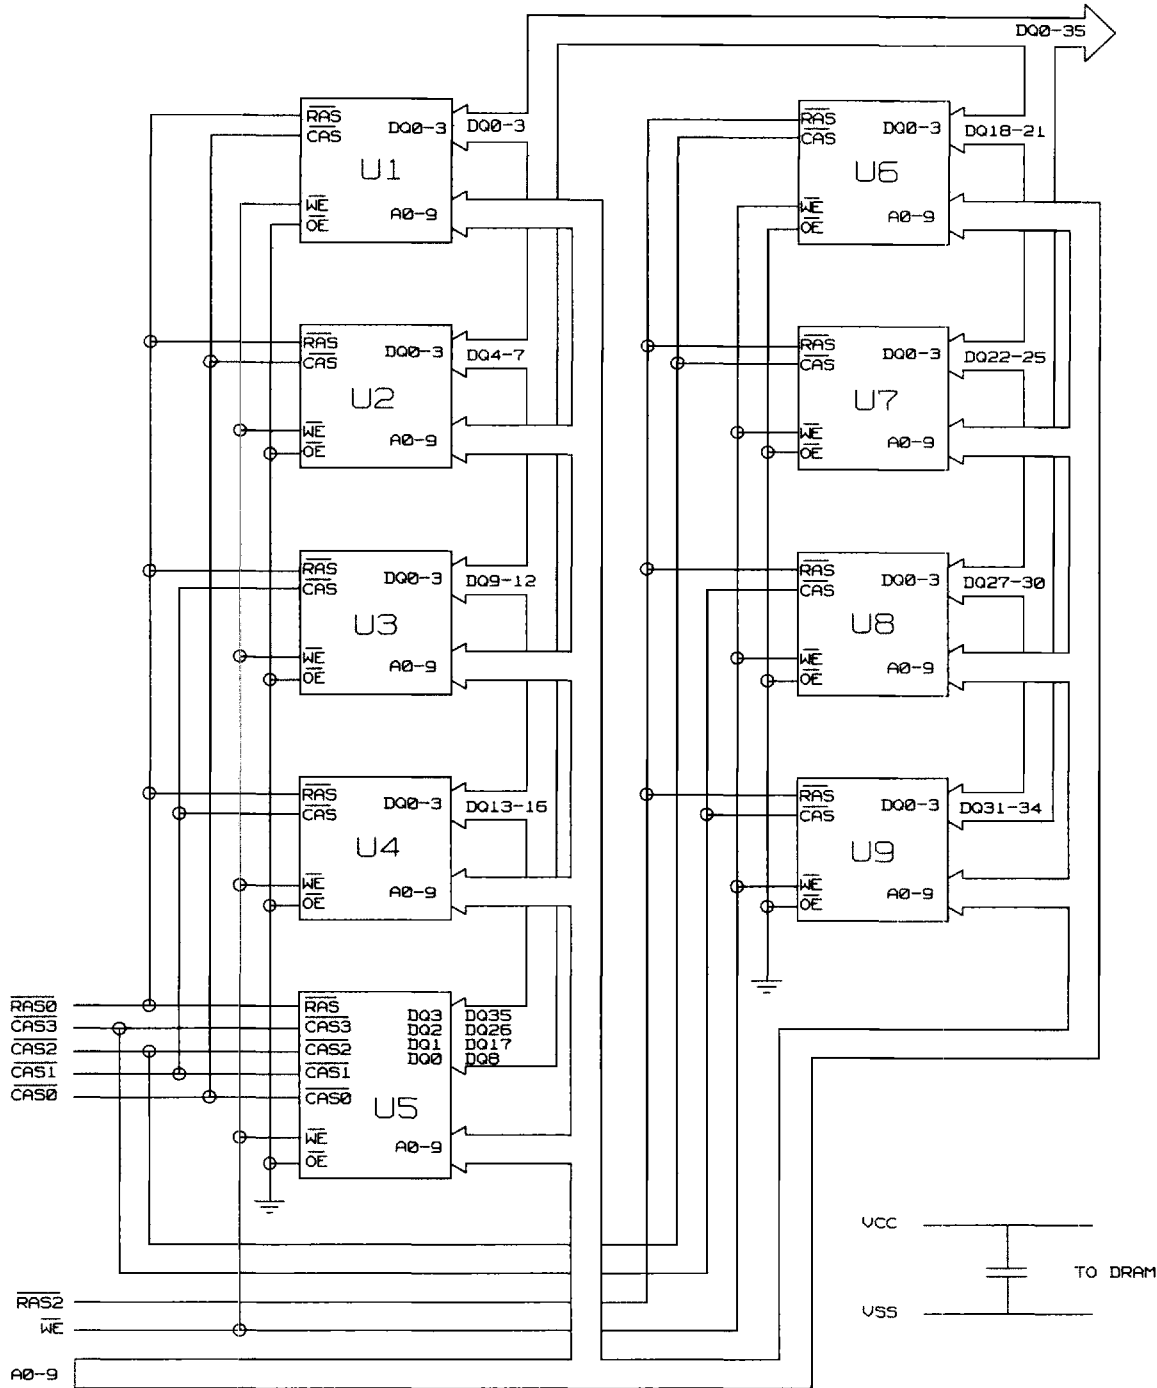 DQ0-35
RAS
CAS
DQ0-3
DQ0-3
U1
WE
OE
A0-9
RAS
CAS
DQ0-3
DQ18-21
U6
WE
OE
A0-9
RAS
CAS
DQ0-3
DQ4-7
U2
WE
OE
A0-9
RAS
CAS
DQ0-3
DQ22-25
U7
WE
OE
A0-9
RAS
CAS
DQ0-3
DQ9-12
U3
WE
OE
A0-9
RAS
CAS
DQ0-3
DQ27-30
U8
WE
OE
A0-9
RAS
CAS
DQ0-3
DQ13-16
U4
WE
OE
A0-9
RAS
CAS
DQ0-3
DQ31-34
U9
WE
OE
A0-9
RAS0
CAS3
CAS2
CAS1
CAS0
RAS
CAS3
CAS2
CAS1
CAS0
DQ3 DQ35
DQ2 DQ26
DQ1 DQ17
DQ0 DQ8
U5
WE
OE
A0-9
RAS2
WE
A0-9
VCC
TO DRAM
VSS